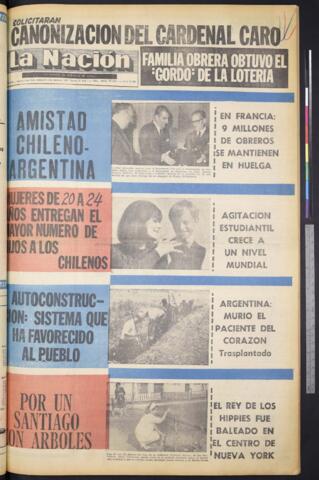 SOLICITARAN
CANONIZACION DEL CARDENAL CARO
La Nación
FAMILIA OBRERA OBTUVO EL
"GORDO" DE LA LOTERIA
AMISTAD
CHILENO-
ARGENTINA
EN FRANCIA:
9 MILLONES
DE OBREROS
SE MANTIENEN
EN HUELGA
MUJERES DE 20 A 24
AÑOS ENTREGAN EL
MAYOR NUMERO DE
HIJOS A LOS
CHILENOS
AGITACION
ESTUDIANTIL
CRECE A
UN NIVEL
MUNDIAL
AUTOCONSTRUC-
ION: SISTEMA QUE
HA FAVORECIDO
AL PUEBLO
ARGENTINA:
MURIO EL
PACIENTE DEL
CORAZON
Trasplantado
POR UN
SANTIAGO
CON ARBOLES
EL REY DE LOS
HIPPIES FUE
BALEADO EN
EL CENTRO DE
NUEVA YORK